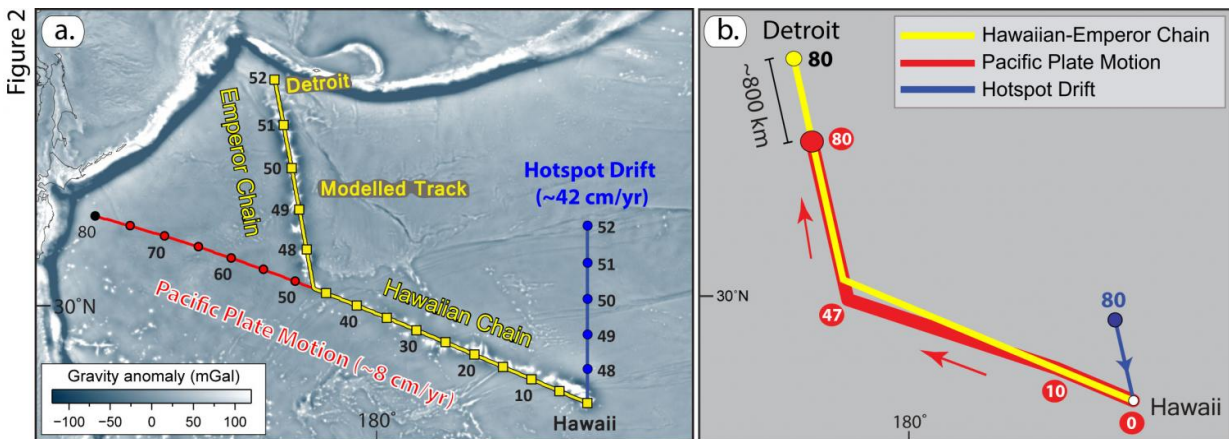 Figure 2
a.
52
Detroit
51
50
49
48
Emperor Chain
Modelled Track
Hotspot Drift
(~42 cm/yr)
52
51
50
49
48
80
70
60
50
40
30
20
10
Hawaiian Chain
Pacific Plate Motion (~8 cm/yr)
30°N
180°
Hawaii
Gravity anomaly (mGal)
−100 −50 0 50 100
b.
Detroit
80
~800 km
80
Hawaiian-Emperor Chain
Pacific Plate Motion
Hotspot Drift
30°N
47
80
10
0
Hawaii
180°